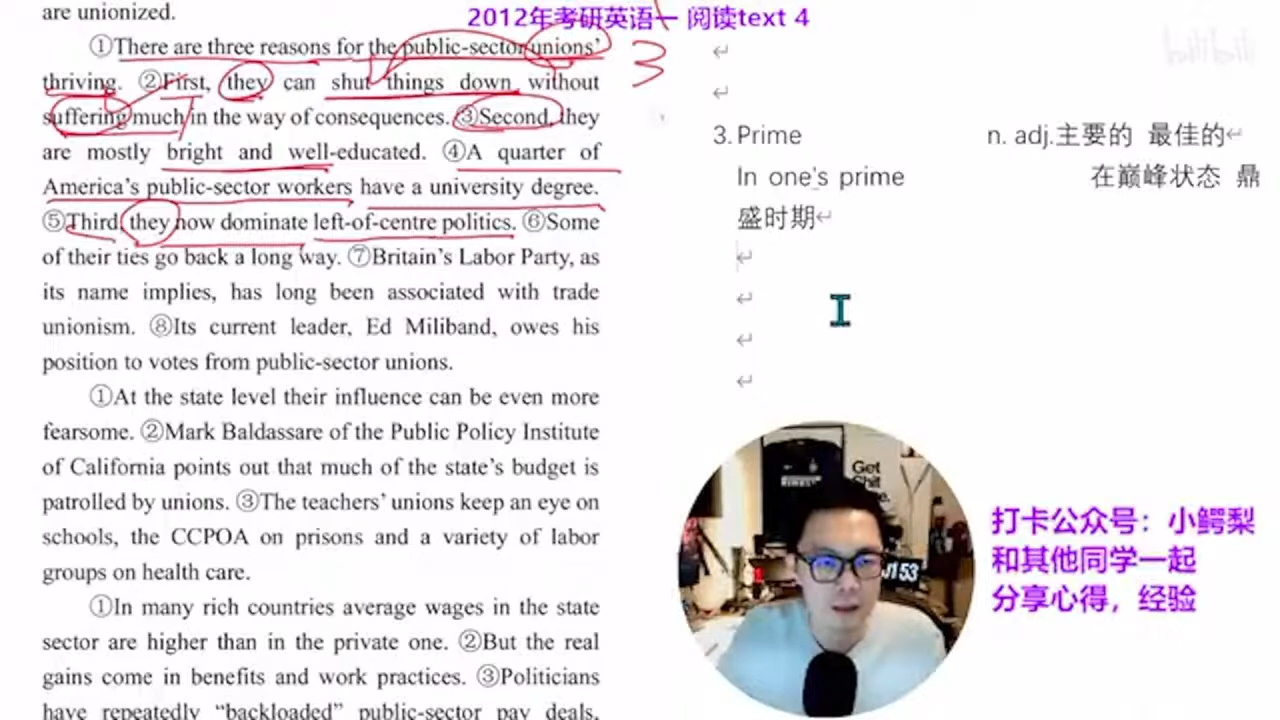 2012年考研英语一 阅读text 4
are unionized.
①There are three reasons for the public-sector unions'
thriving. ②First, they can shut things down without
suffering much in the way of consequences. ③Second, they
are mostly bright and well-educated. ④A quarter of
America's public-sector workers have a university degree.
⑤Third, they now dominate left-of-centre politics. ⑥Some
of their ties go back a long way. ⑦Britain's Labor Party, as
its name implies, has long been associated with trade
unionism. ⑧Its current leader, Ed Miliband, owes his
position to votes from public-sector unions.
①At the state level their influence can be even more
fearsome. ②Mark Baldassare of the Public Policy Institute
of California points out that much of the state's budget is
patrolled by unions. ③The teachers' unions keep an eye on
schools, the CCPOA on prisons and a variety of labor
groups on health care.
①In many rich countries average wages in the state
sector are higher than in the private one. ②But the real
gains come in benefits and work practices. ③Politicians
have repeatedly “backloaded” public-sector pay deals,
3
bilibili
3. Prime n. adj.主要的 最佳的
In one's prime 在巅峰状态 鼎
盛时期
Get
Shit
153
打卡公众号：小鳄梨
和其他同学一起
分享心得，经验